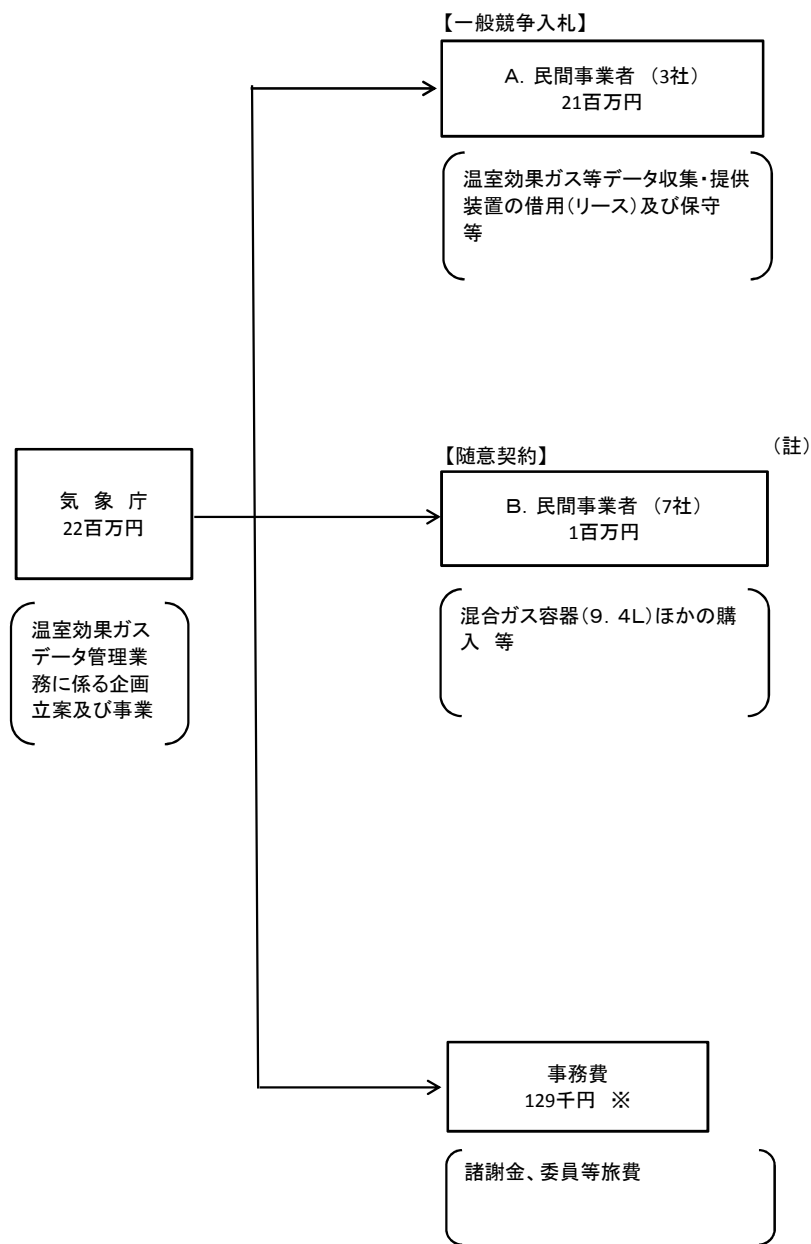 【一般競争入札】
A．民間事業者 （3社）
21百万円
温室効果ガス等データ収集・提供
装置の借用（リース）及び保守
等
【随意契約】
（註）
気 象 庁
22百万円
B．民間事業者 （7社）
1百万円
温室効果ガス
データ管理業
務に係る企画
立案及び事業
混合ガス容器（９．４Ｌ）ほかの購
入 等
事務費
129千円 ※
諸謝金、委員等旅費